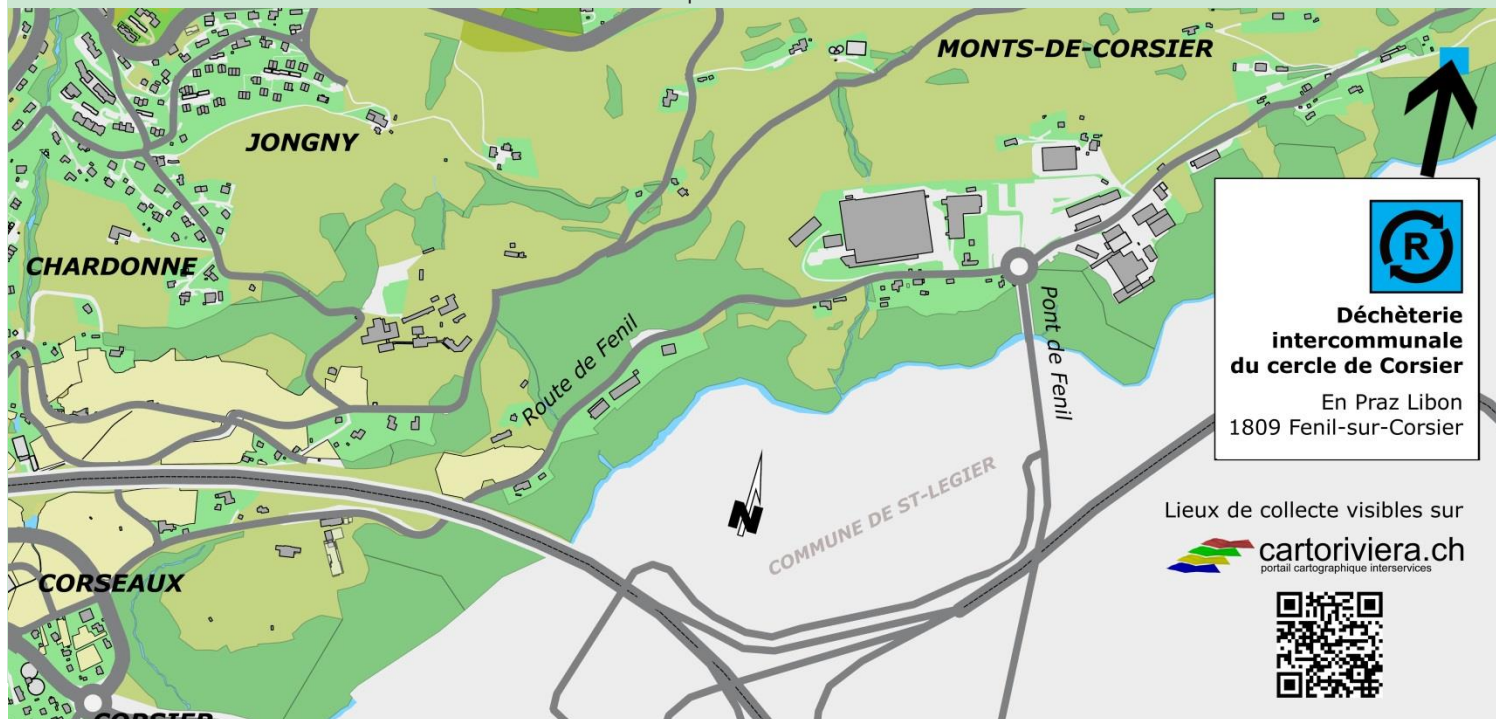 MONTS-DE-CORSIER
JONGNY
CHARDONNE
R
Déchèterie
intercommunale
du cercle de Corsier
En Praz Libon
1809 Fenil-sur-Corsier
Route de Fenil
Pont de Fenil
N
COMMUNE DE ST-LEGIER
Lieux de collecte visibles sur
cartoriviera.ch
portail cartographique interservices
CORSEAUX
CORSIER